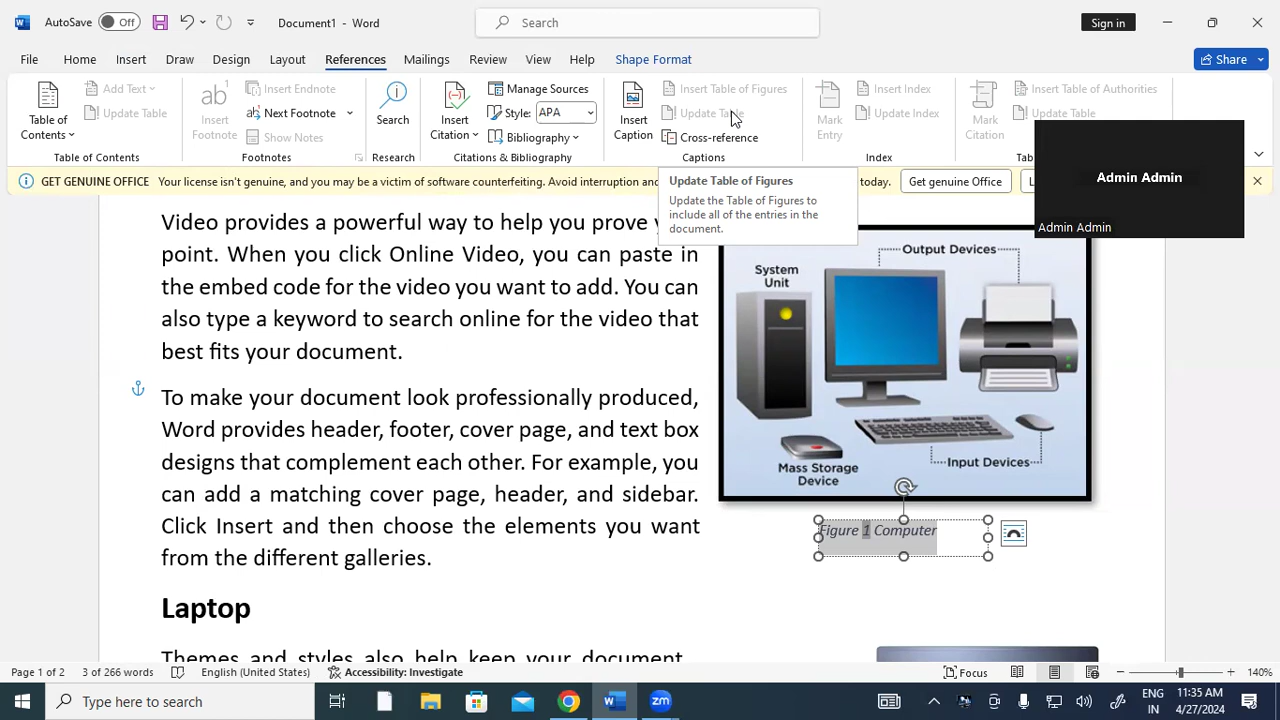 AutoSave Off Document1 - Word Search Sign in
File Home Insert Draw Design Layout References Mailings Review View Help Shape Format Share
Table of Contents
Add Text
Update Table
Table of Contents
Insert Footnote
Insert Endnote
Next Footnote
Show Notes
Footnotes
Search
Research
Insert Citation
Manage Sources
Style: APA
Bibliography
Citations & Bibliography
Insert Caption
Insert Table of Figures
Update Table
Cross-reference
Captions
Mark Entry
Insert Index
Update Index
Index
Mark Citation
Insert Table of Authorities
Update Table
GET GENUINE OFFICE Your license isn't genuine, and you may be a victim of software counterfeiting. Avoid interruption and today. Get genuine Office
Update Table of Figures
Update the Table of Figures to
include all of the entries in the
document.
Admin Admin
Admin Admin
Video provides a powerful way to help you prove
point. When you click Online Video, you can paste in
the embed code for the video you want to add. You can
also type a keyword to search online for the video that
best fits your document.
To make your document look professionally produced,
Word provides header, footer, cover page, and text box
designs that complement each other. For example, you
can add a matching cover page, header, and sidebar.
Click Insert and then choose the elements you want
from the different galleries.
Output Devices
System
Unit
Mass Storage
Device
Input Devices
Figure 1 Computer
Laptop
Themes and styles also help keep your document
Page 1 of 2 3 of 266 words English (United States) Accessibility: Investigate Focus 140%
Type here to search
ENG
IN
11:35 AM
4/27/2024